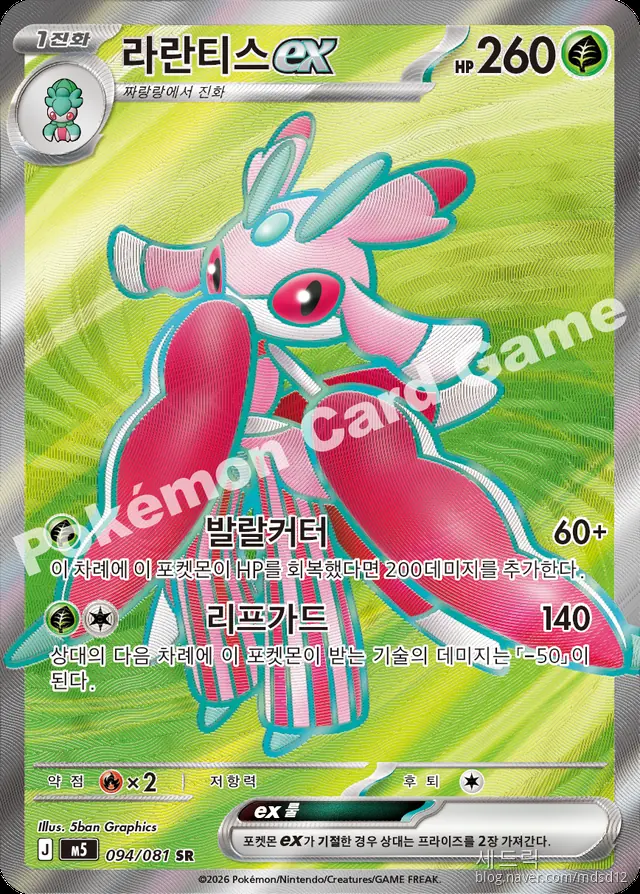 1진화
라란티스ex
HP 260
짜랑랑에서 진화
Pokémon Card Game
발랄커터 60+
이 차례에 이 포켓몬이 HP를 회복했다면 200데미지를 추가한다.
리프가드 140
상대의 다음 차례에 이 포켓몬이 받는 기술의 데미지는 「-50」이
된다.
약점 ×2 저항력 후퇴
ex 룰
포켓몬 ex가 기절한 경우 상대는 프라이즈를 2장 가져간다.
Illus. 5ban Graphics
J M5 094/081 SR
©2026 Pokémon/Nintendo/Creatures/GAME FREAK.
세드릭
blog.naver.com/mdsd12